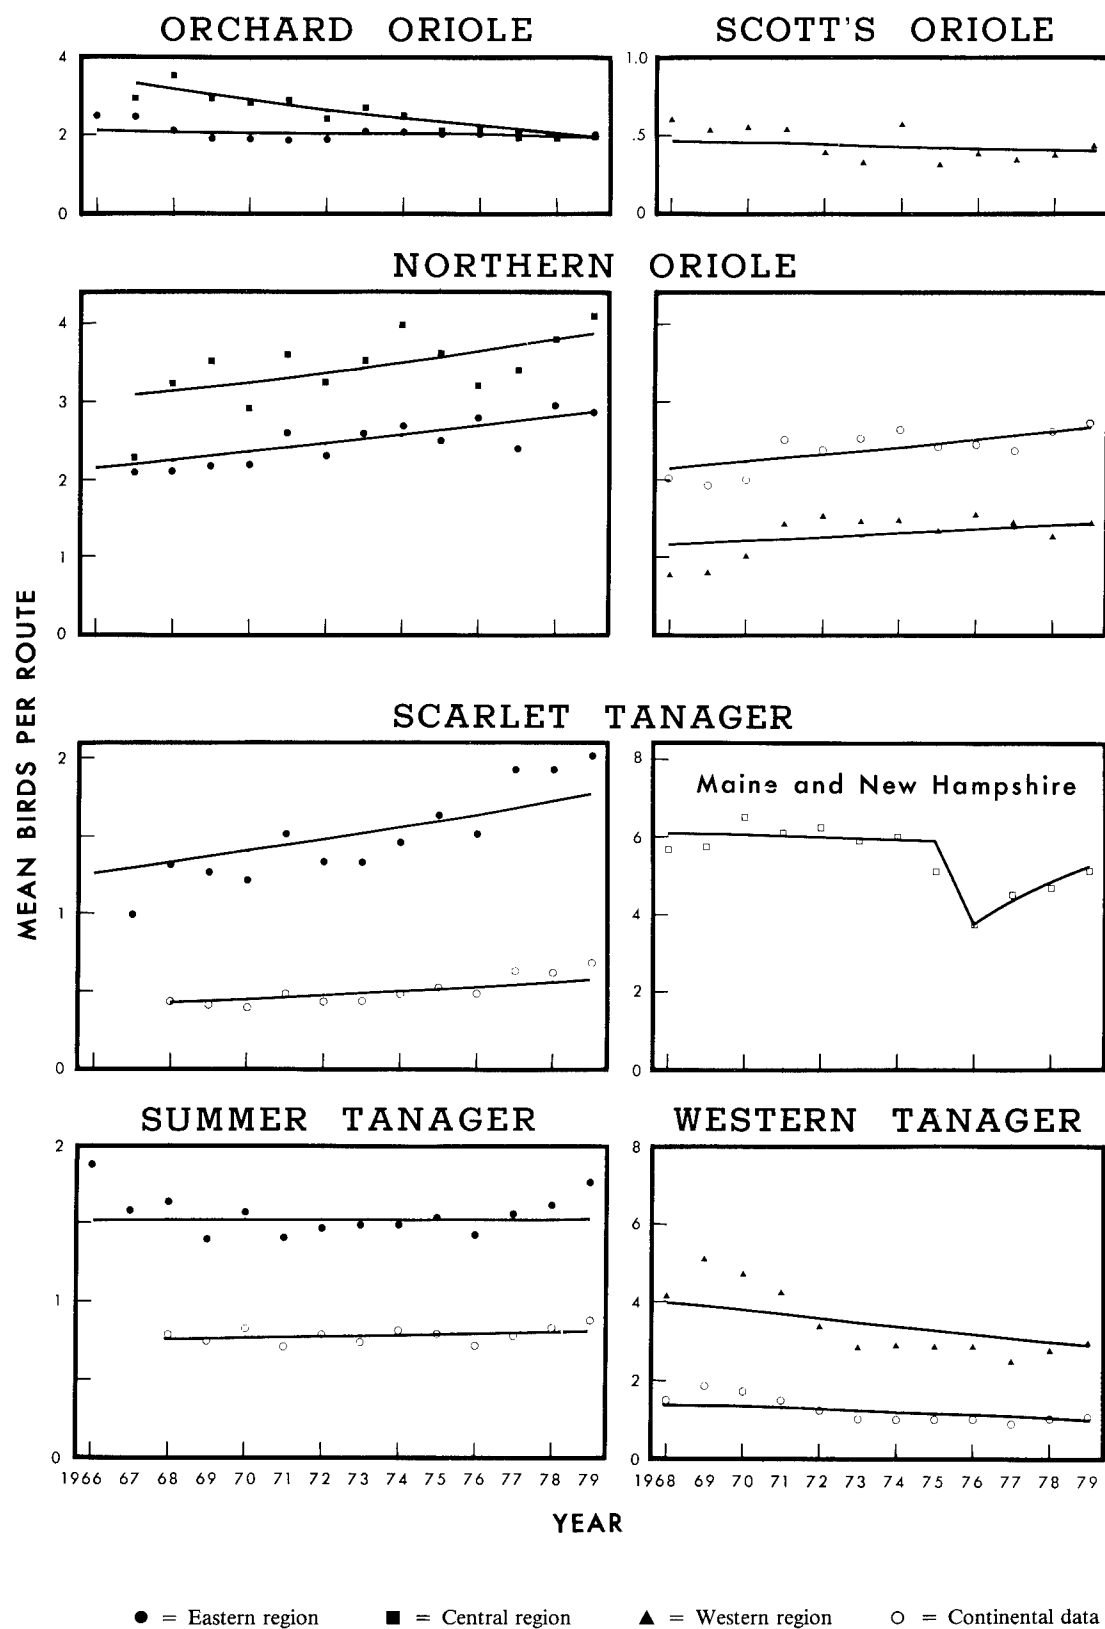 ORCHARD ORIOLE
4
2
0
SCOTT'S ORIOLE
1.0
.5
0
NORTHERN ORIOLE
4
3
2
1
0
MEAN BIRDS PER ROUTE
SCARLET TANAGER
2
1
0
8
Maine and New Hampshire
6
4
2
0
SUMMER TANAGER
2
1
0
1966 67 68 69 70 71 72 73 74 75 76 77 78 79
WESTERN TANAGER
8
6
4
2
0
1968 69 70 71 72 73 74 75 76 77 78 79
YEAR
● = Eastern region ■ = Central region ▲ = Western region ○ = Continental data